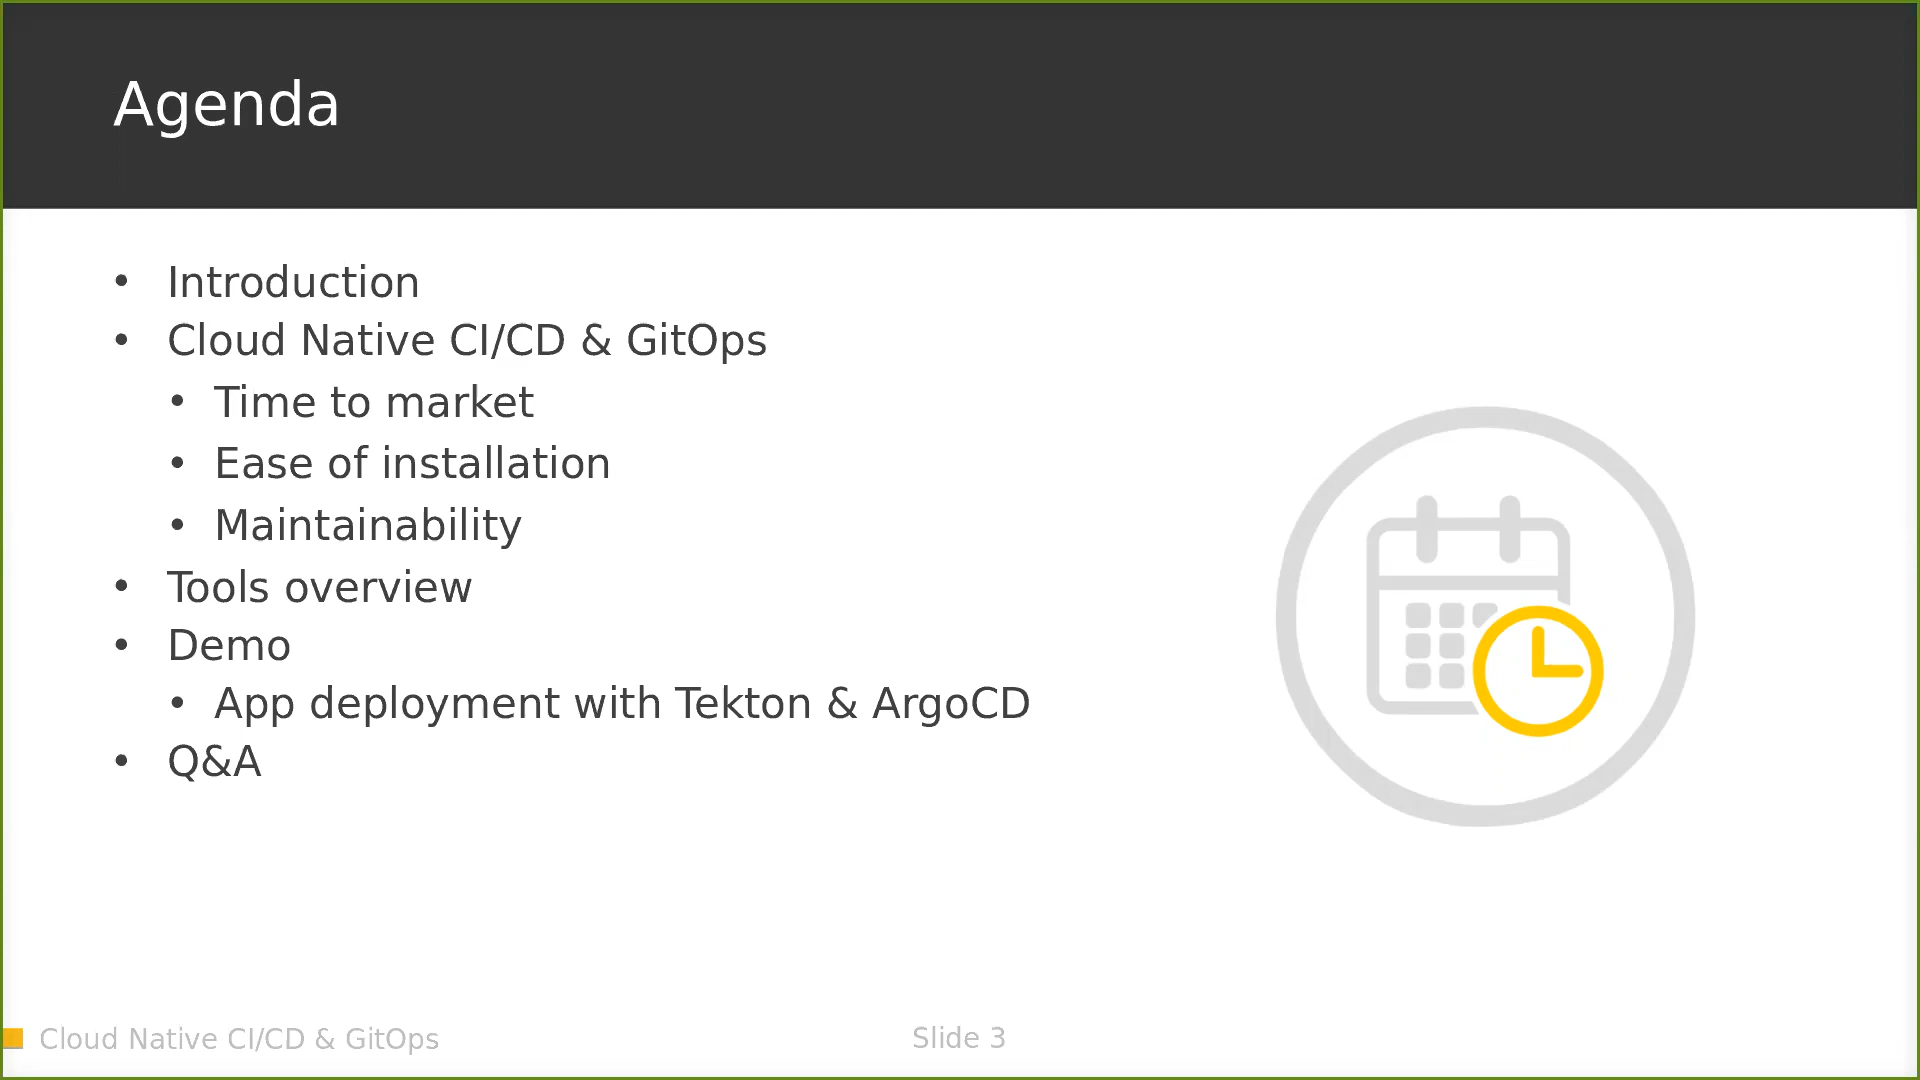 Agenda
• Introduction
• Cloud Native CI/CD & GitOps
• Time to market
• Ease of installation
• Maintainability
• Tools overview
• Demo
• App deployment with Tekton & ArgoCD
• Q&A
Cloud Native CI/CD & GitOps
Slide 3